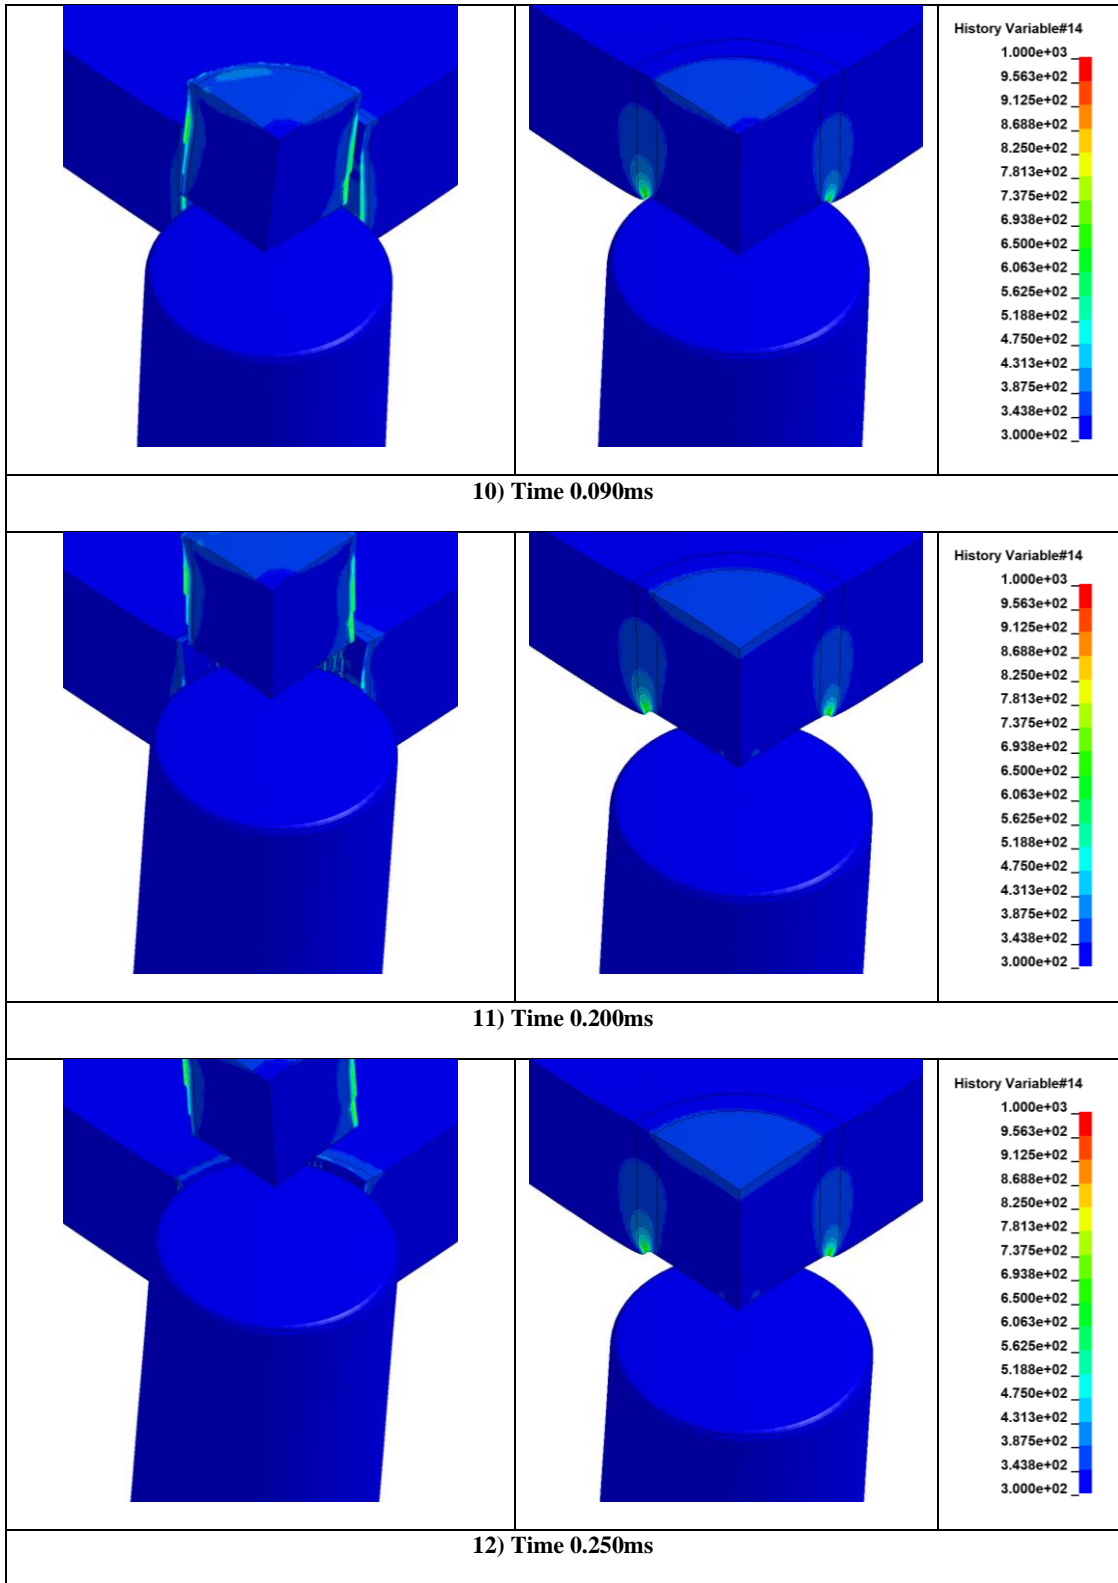 History Variable#14
1.000e+03
9.563e+02
9.125e+02
8.688e+02
8.250e+02
7.813e+02
7.375e+02
6.938e+02
6.500e+02
6.063e+02
5.625e+02
5.188e+02
4.750e+02
4.313e+02
3.875e+02
3.438e+02
3.000e+02
10) Time 0.090ms
History Variable#14
1.000e+03
9.563e+02
9.125e+02
8.688e+02
8.250e+02
7.813e+02
7.375e+02
6.938e+02
6.500e+02
6.063e+02
5.625e+02
5.188e+02
4.750e+02
4.313e+02
3.875e+02
3.438e+02
3.000e+02
11) Time 0.200ms
History Variable#14
1.000e+03
9.563e+02
9.125e+02
8.688e+02
8.250e+02
7.813e+02
7.375e+02
6.938e+02
6.500e+02
6.063e+02
5.625e+02
5.188e+02
4.750e+02
4.313e+02
3.875e+02
3.438e+02
3.000e+02
12) Time 0.250ms